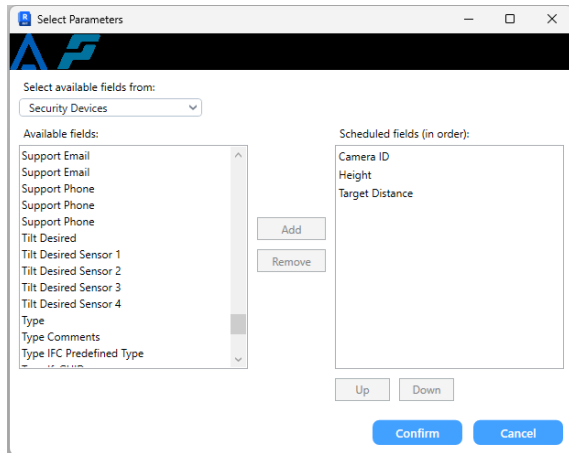 Select Parameters
Select available fields from:
Security Devices
Available fields:
Support Email
Support Email
Support Phone
Support Phone
Support Phone
Tilt Desired
Tilt Desired Sensor 1
Tilt Desired Sensor 2
Tilt Desired Sensor 3
Tilt Desired Sensor 4
Type
Type Comments
Type IFC Predefined Type
Add
Remove
Scheduled fields (in order):
Camera ID
Height
Target Distance
Up
Down
Confirm
Cancel